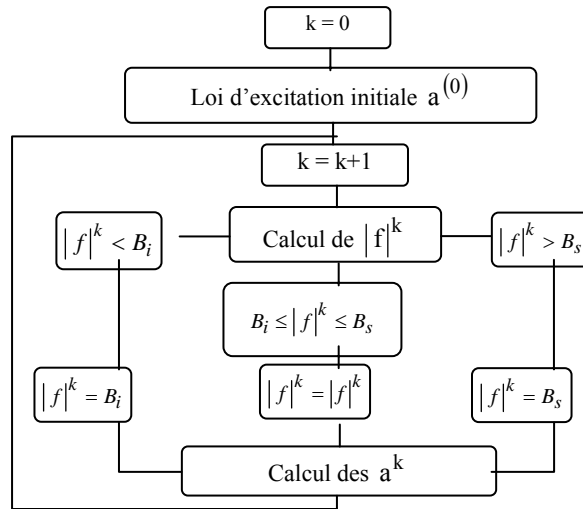 k = 0
Loi d'excitation initiale a^(0)
k = k+1
|f|^k < B_i
Calcul de |f|^k
|f|^k > B_s
B_i ≤ |f|^k ≤ B_s
|f|^k = B_i
|f|^k = |f|^k
|f|^k = B_s
Calcul des a^k